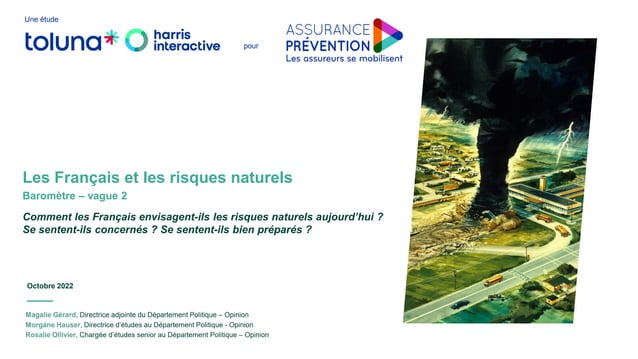 Une étude
toluna*
harris
interactive
pour
ASSURANCE
PRÉVENTION
Les assureurs se mobilisent
Les Français et les risques naturels
Baromètre – vague 2
Comment les Français envisagent-ils les risques naturels aujourd’hui ?
Se sentent-ils concernés ? Se sentent-ils bien préparés ?
Octobre 2022
Magalie Gérard, Directrice adjointe du Département Politique – Opinion
Morgane Hauser, Directrice d’études au Département Politique - Opinion
Rosalie Ollivier, Chargée d’études senior au Département Politique – Opinion